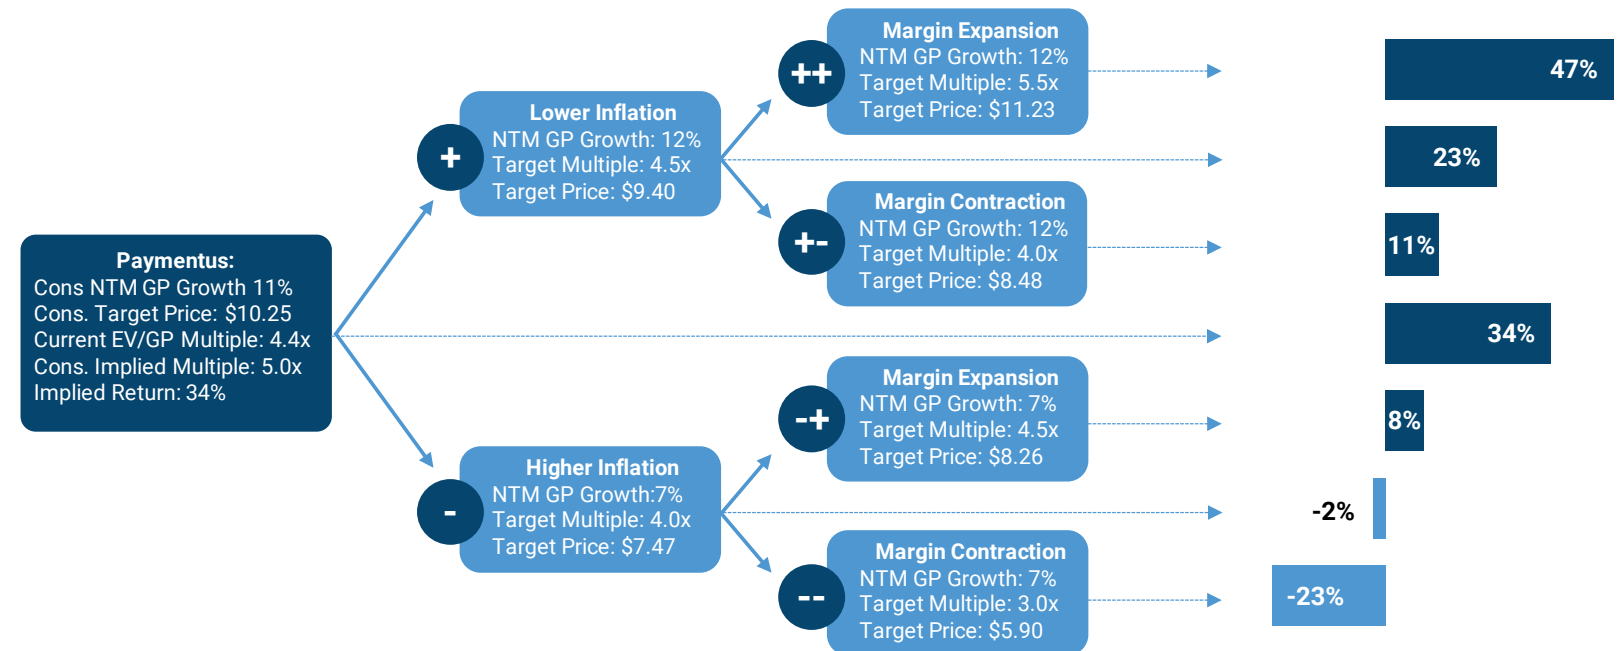 Paymentus:
Cons NTM GP Growth 11%
Cons. Target Price: $10.25
Current EV/GP Multiple: 4.4x
Cons. Implied Multiple: 5.0x
Implied Return: 34%
+
Lower Inflation
NTM GP Growth: 12%
Target Multiple: 4.5x
Target Price: $9.40
-
Higher Inflation
NTM GP Growth:7%
Target Multiple: 4.0x
Target Price: $7.47
++
Margin Expansion
NTM GP Growth: 12%
Target Multiple: 5.5x
Target Price: $11.23
+-
Margin Contraction
NTM GP Growth: 12%
Target Multiple: 4.0x
Target Price: $8.48
-+
Margin Expansion
NTM GP Growth: 7%
Target Multiple: 4.5x
Target Price: $8.26
--
Margin Contraction
NTM GP Growth: 7%
Target Multiple: 3.0x
Target Price: $5.90
47%
23%
11%
34%
8%
-2%
-23%